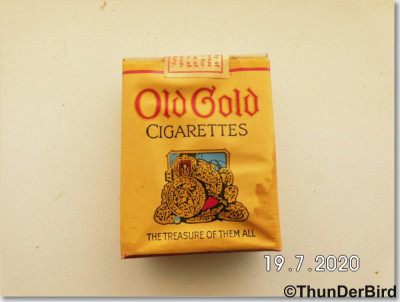 Old Gold
CIGARETTES
THE TREASURE OF THEM ALL
19.7.2020
©ThunDerBird